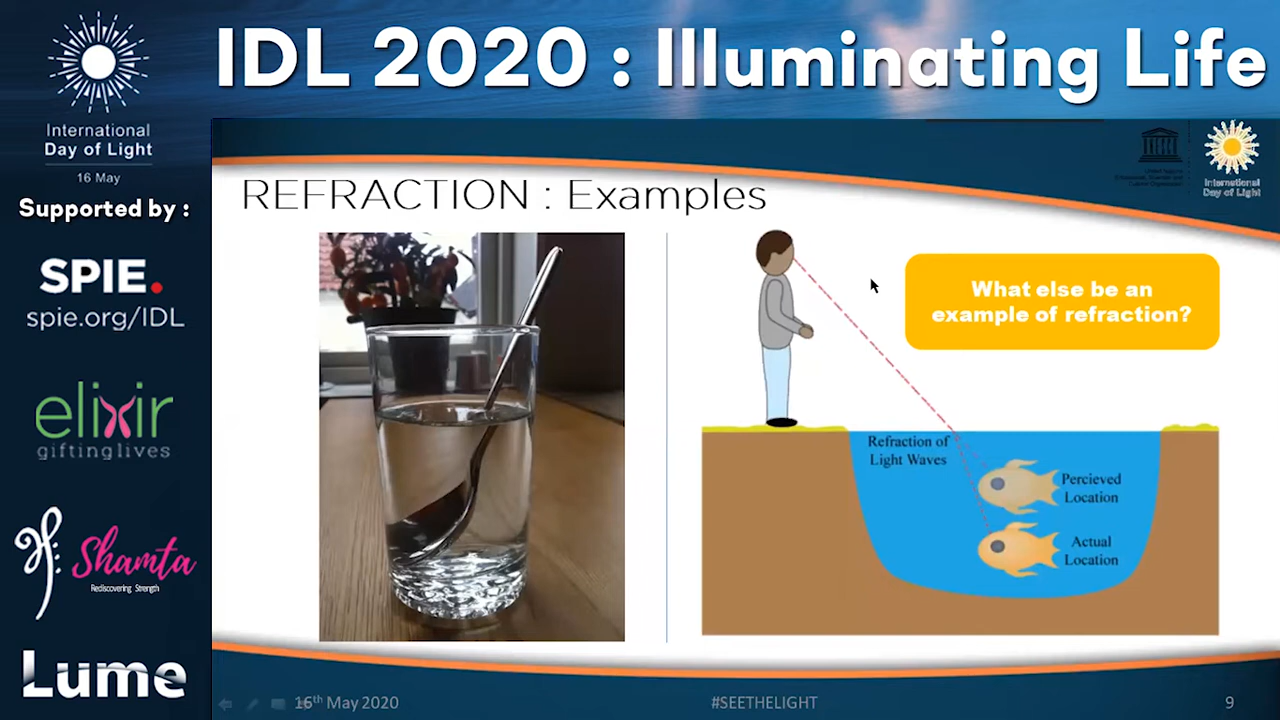 IDL 2020 : Illuminating Life
International
Day of Light
16 May
Supported by :
SPIE.
spie.org/IDL
elixir
giftinglives
Shamta
Rediscovering Strength
Lume
International
Day of Light
REFRACTION : Examples
What else be an
example of refraction?
Refraction of
Light Waves
Percieved
Location
Actual
Location
16th May 2020
#SEETHELIGHT
9